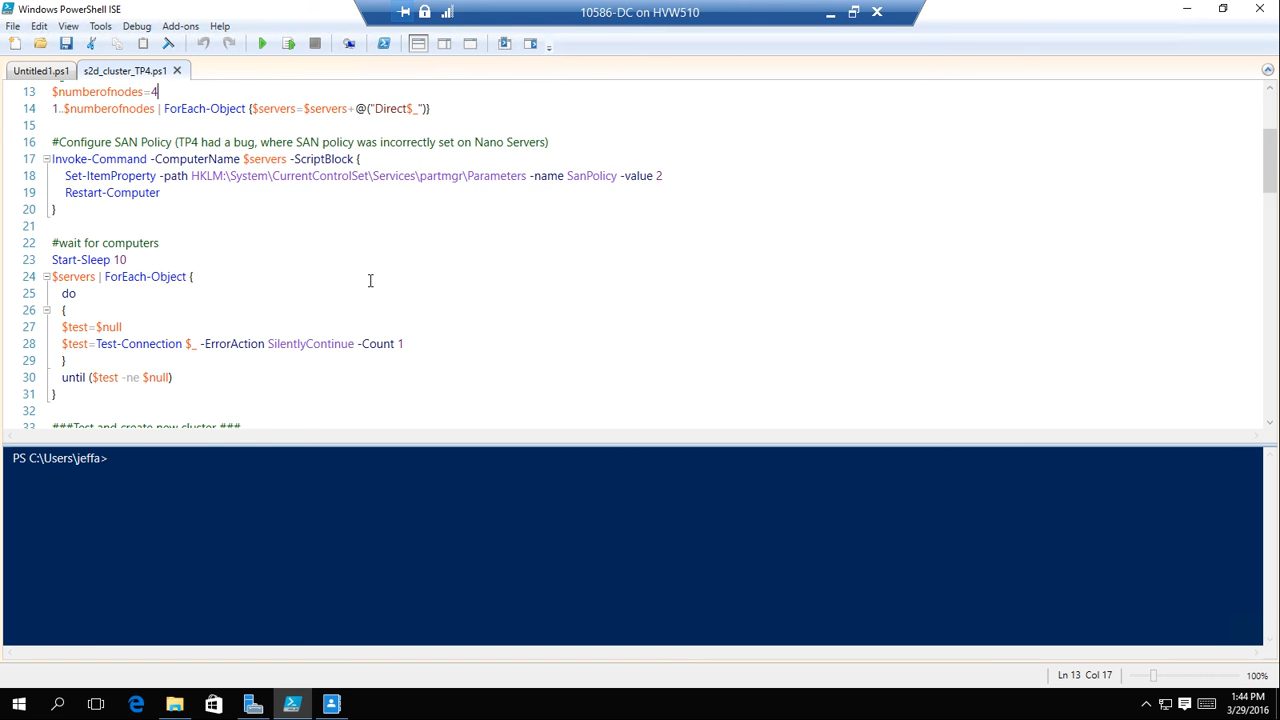 Windows PowerShell ISE
10586-DC on HVW510
File Edit View Tools Debug Add-ons Help
Untitled1.ps1 s2d_cluster_TP4.ps1
13 $numberofnodes=4
14 1..$numberofnodes | ForEach-Object {$servers=$servers+@("Direct$_")}
15
16 #Configure SAN Policy (TP4 had a bug, where SAN policy was incorrectly set on Nano Servers)
17 Invoke-Command -ComputerName $servers -ScriptBlock {
18 Set-ItemProperty -path HKLM:\System\CurrentControlSet\Services\partmgr\Parameters -name SanPolicy -value 2
19 Restart-Computer
20 }
21
22 #wait for computers
23 Start-Sleep 10
24 $servers | ForEach-Object {
25 do
26 {
27 $test=$null
28 $test=Test-Connection $_ -ErrorAction SilentlyContinue -Count 1
29 }
30 until ($test -ne $null)
31 }
32
33 ###Test and create new cluster ###
PS C:\Users\jeffa>
Ln 13 Col 17 100%
1:44 PM
3/29/2016